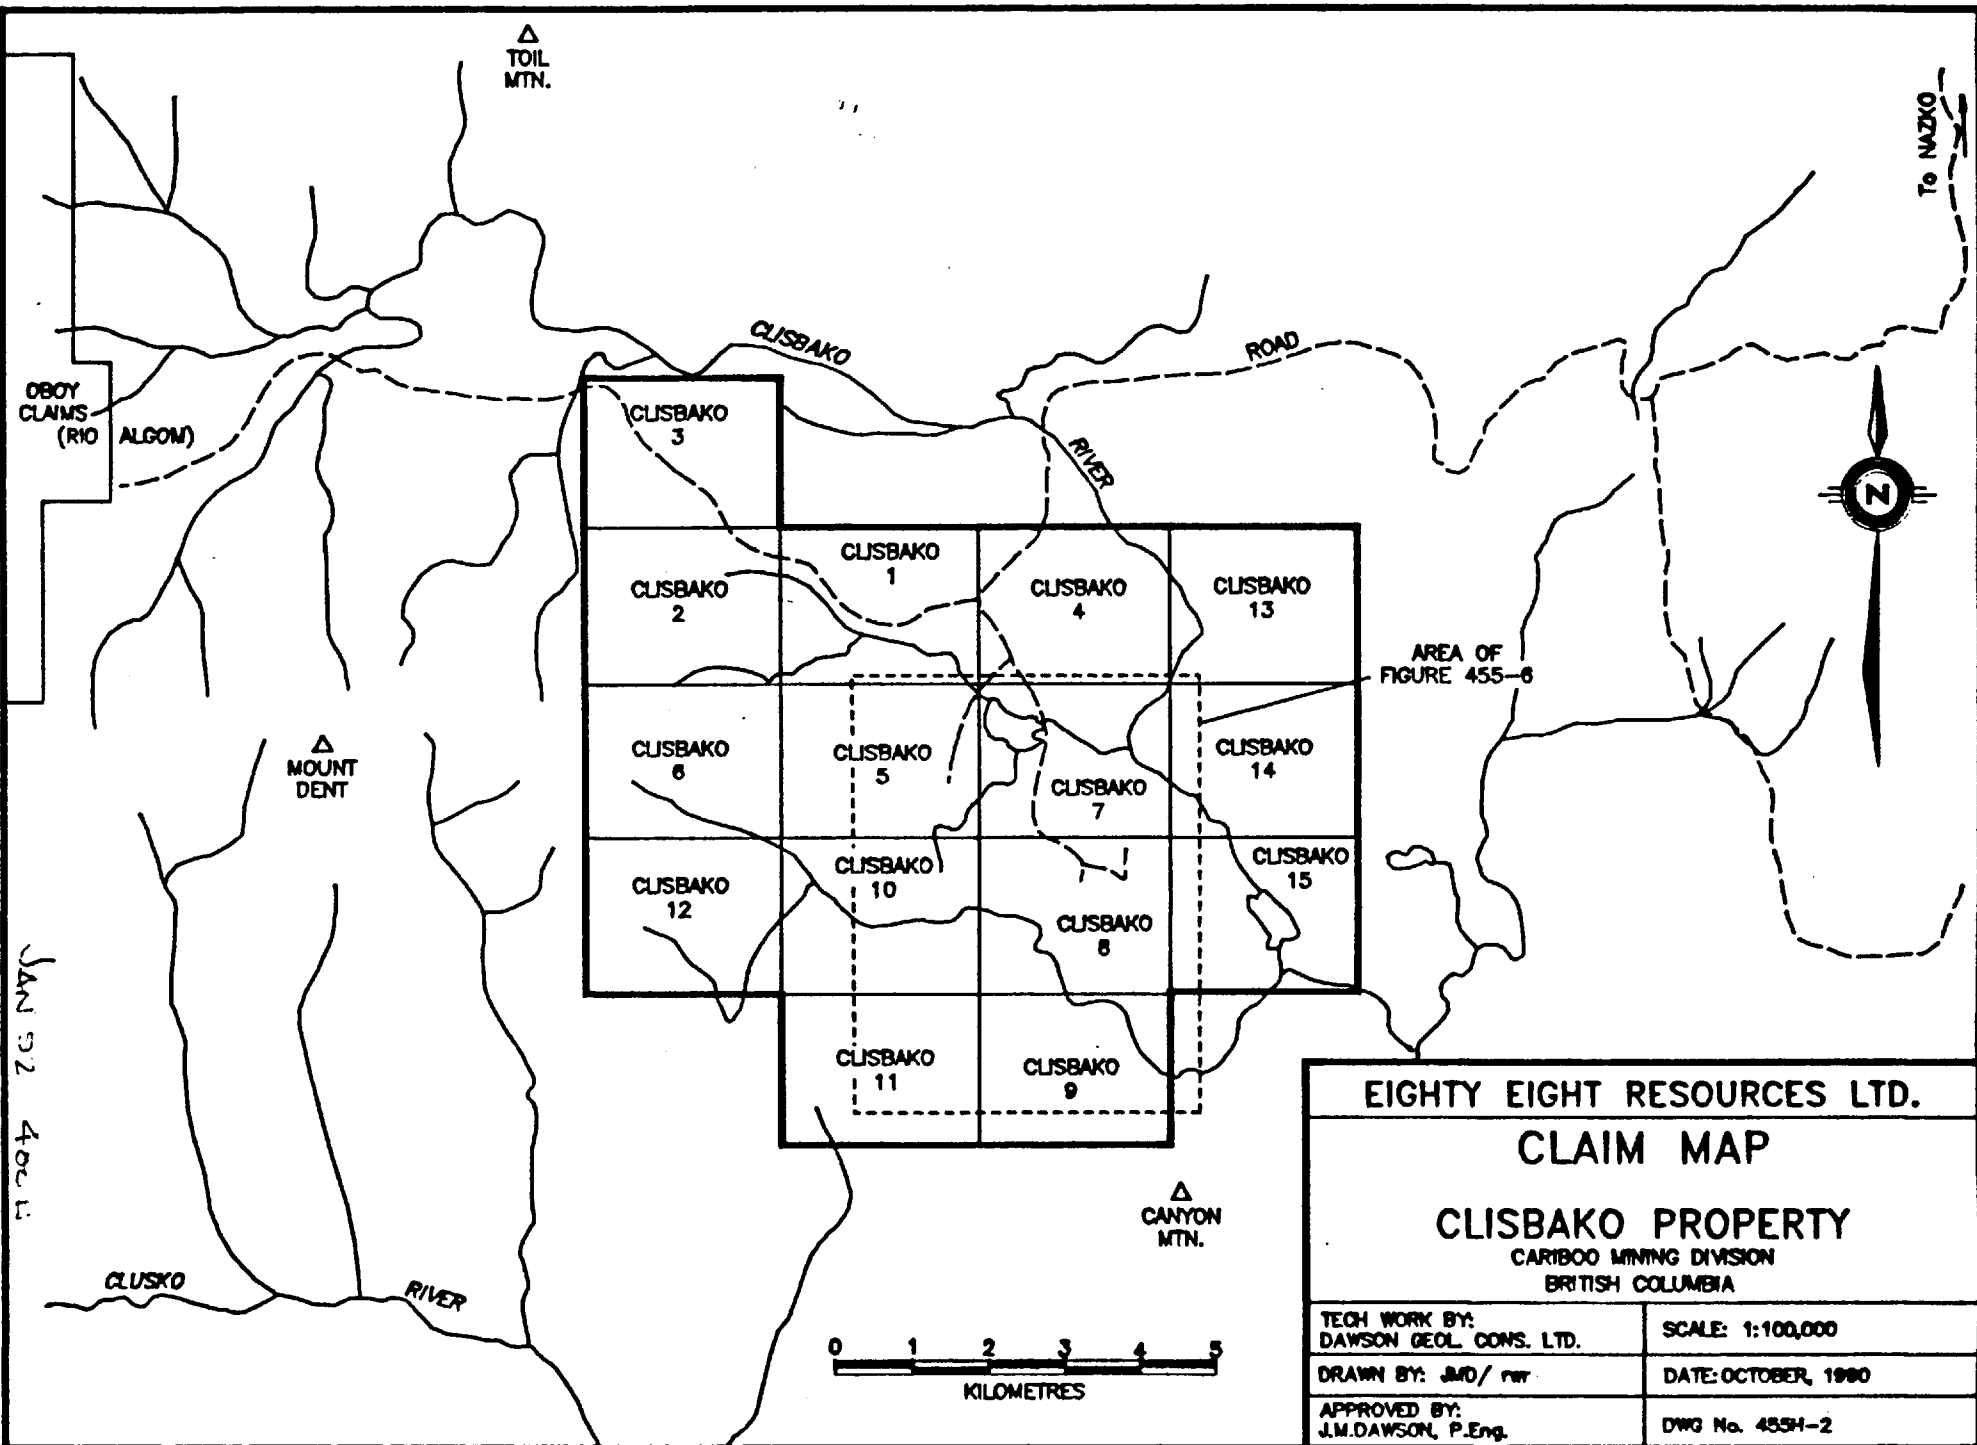 TOIL
MTN.
To NAZKO
CLISBAKO
RIVER
ROAD
OBOY
CLAIMS
(RIO ALGOM)
CLISBAKO
3
CLISBAKO
1
CLISBAKO
2
CLISBAKO
4
CLISBAKO
13
AREA OF
FIGURE 455-6
N
MOUNT
DENT
CLISBAKO
6
CLISBAKO
5
CLISBAKO
7
CLISBAKO
14
CLISBAKO
12
CLISBAKO
10
CLISBAKO
8
CLISBAKO
15
CLISBAKO
11
CLISBAKO
9
CANYON
MTN.
CLUSKO
RIVER
0 1 2 3 4 5
KILOMETRES
JAN 92
EIGHTY EIGHT RESOURCES LTD.
CLAIM MAP
CLISBAKO PROPERTY
CARIBOO MINING DIVISION
BRITISH COLUMBIA
TECH WORK BY:
DAWSON GEOL. CONS. LTD.
SCALE: 1:100,000
DRAWN BY: JMD/ rwr
DATE: OCTOBER, 1990
APPROVED BY:
J.M.DAWSON, P.Eng.
DWG No. 455H-2